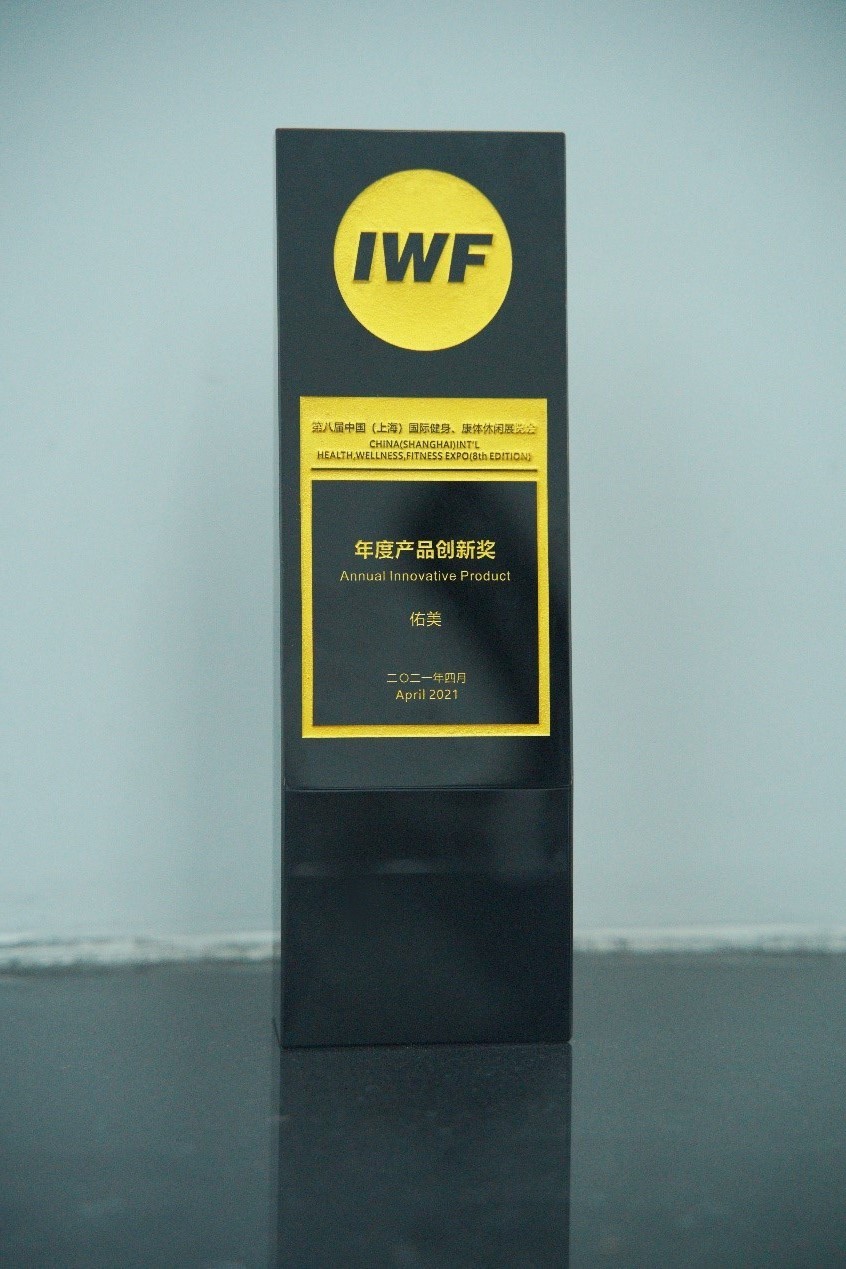 IWF
第八届中国（上海）国际健身、康体休闲展览会
CHINA(SHANGHAI)INT'L
HEALTH,WELLNESS,FITNESS EXPO(8th EDITION)
年度产品创新奖
Annual Innovative Product
佑美
二〇二一年四月
April 2021